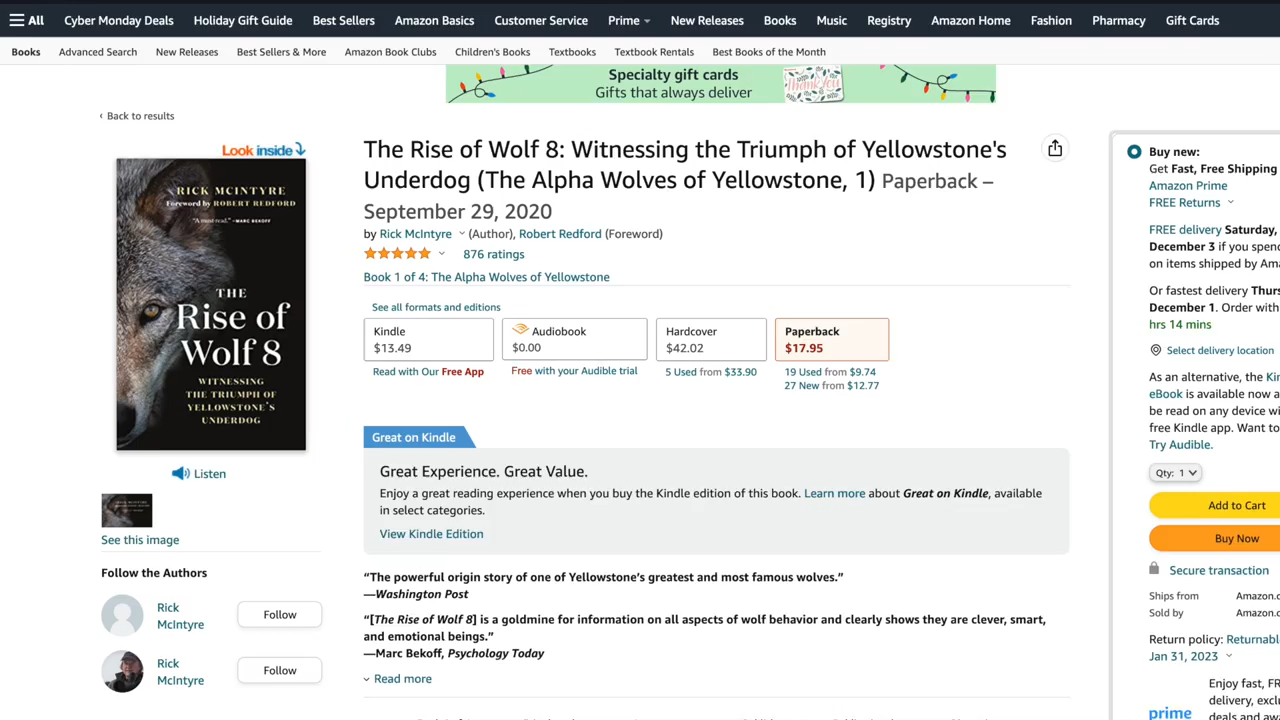 All Cyber Monday Deals Holiday Gift Guide Best Sellers Amazon Basics Customer Service Prime New Releases Books Music Registry Amazon Home Fashion Pharmacy Gift Cards
Books Advanced Search New Releases Best Sellers & More Amazon Book Clubs Children's Books Textbooks Textbook Rentals Best Books of the Month
Specialty gift cards
Gifts that always deliver
Thank You
‹ Back to results
Look inside
RICK MCINTYRE
Foreword by ROBERT REDFORD
"A must read." —MARC BEKOFF
THE
Rise of
Wolf 8
WITNESSING
THE TRIUMPH OF
YELLOWSTONE'S
UNDERDOG
Listen
See this image
Follow the Authors
Rick
McIntyre
Follow
Rick
McIntyre
Follow
The Rise of Wolf 8: Witnessing the Triumph of Yellowstone's
Underdog (The Alpha Wolves of Yellowstone, 1) Paperback –
September 29, 2020
by Rick McIntyre (Author), Robert Redford (Foreword)
876 ratings
Book 1 of 4: The Alpha Wolves of Yellowstone
See all formats and editions
Kindle
$13.49
Read with Our Free App
Audiobook
$0.00
Free with your Audible trial
Hardcover
$42.02
5 Used from $33.90
Paperback
$17.95
19 Used from $9.74
27 New from $12.77
Great on Kindle
Great Experience. Great Value.
Enjoy a great reading experience when you buy the Kindle edition of this book. Learn more about Great on Kindle, available
in select categories.
View Kindle Edition
“The powerful origin story of one of Yellowstone’s greatest and most famous wolves.”
—Washington Post
“[The Rise of Wolf 8] is a goldmine for information on all aspects of wolf behavior and clearly shows they are clever, smart,
and emotional beings.”
—Marc Bekoff, Psychology Today
Read more
Buy new:
Get Fast, Free Shipping
Amazon Prime
FREE Returns
FREE delivery Saturday,
December 3 if you spend
on items shipped by Ama
Or fastest delivery Thurs
December 1. Order with
hrs 14 mins
Select delivery location
As an alternative, the Kin
eBook is available now a
be read on any device wi
free Kindle app. Want to
Try Audible.
Qty: 1
Add to Cart
Buy Now
Secure transaction
Ships from Amazon.c
Sold by Amazon.c
Return policy: Returnabl
Jan 31, 2023
Enjoy fast, FR
delivery, excl
prime deals and aw